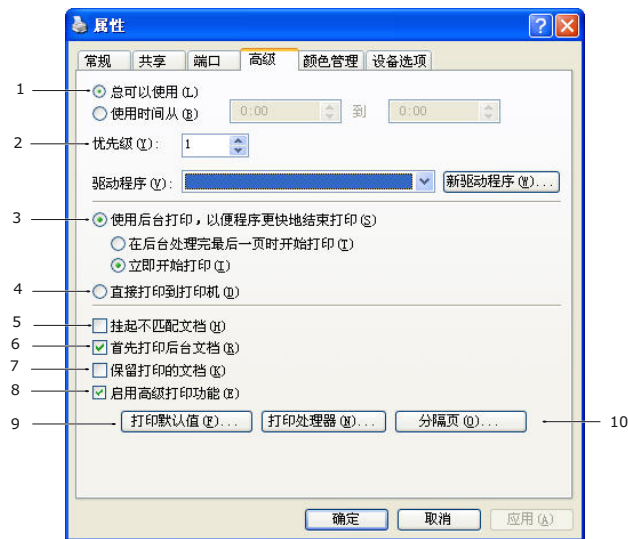 属性
常规 共享 端口 高级 颜色管理 设备选项
1 总可以使用(L)
使用时间从(B) 0:00 到 0:00
2 优先级(Y): 1
驱动程序(V): 新驱动程序(W)...
3 使用后台打印，以便程序更快地结束打印(S)
在后台处理完最后一页时开始打印(T)
立即开始打印(I)
4 直接打印到打印机(D)
5 挂起不匹配文档(H)
6 首先打印后台文档(R)
7 保留打印的文档(K)
8 启用高级打印功能(E)
9 打印默认值(F)... 打印处理器(N)... 分隔页(O)... 10
确定 取消 应用(A)